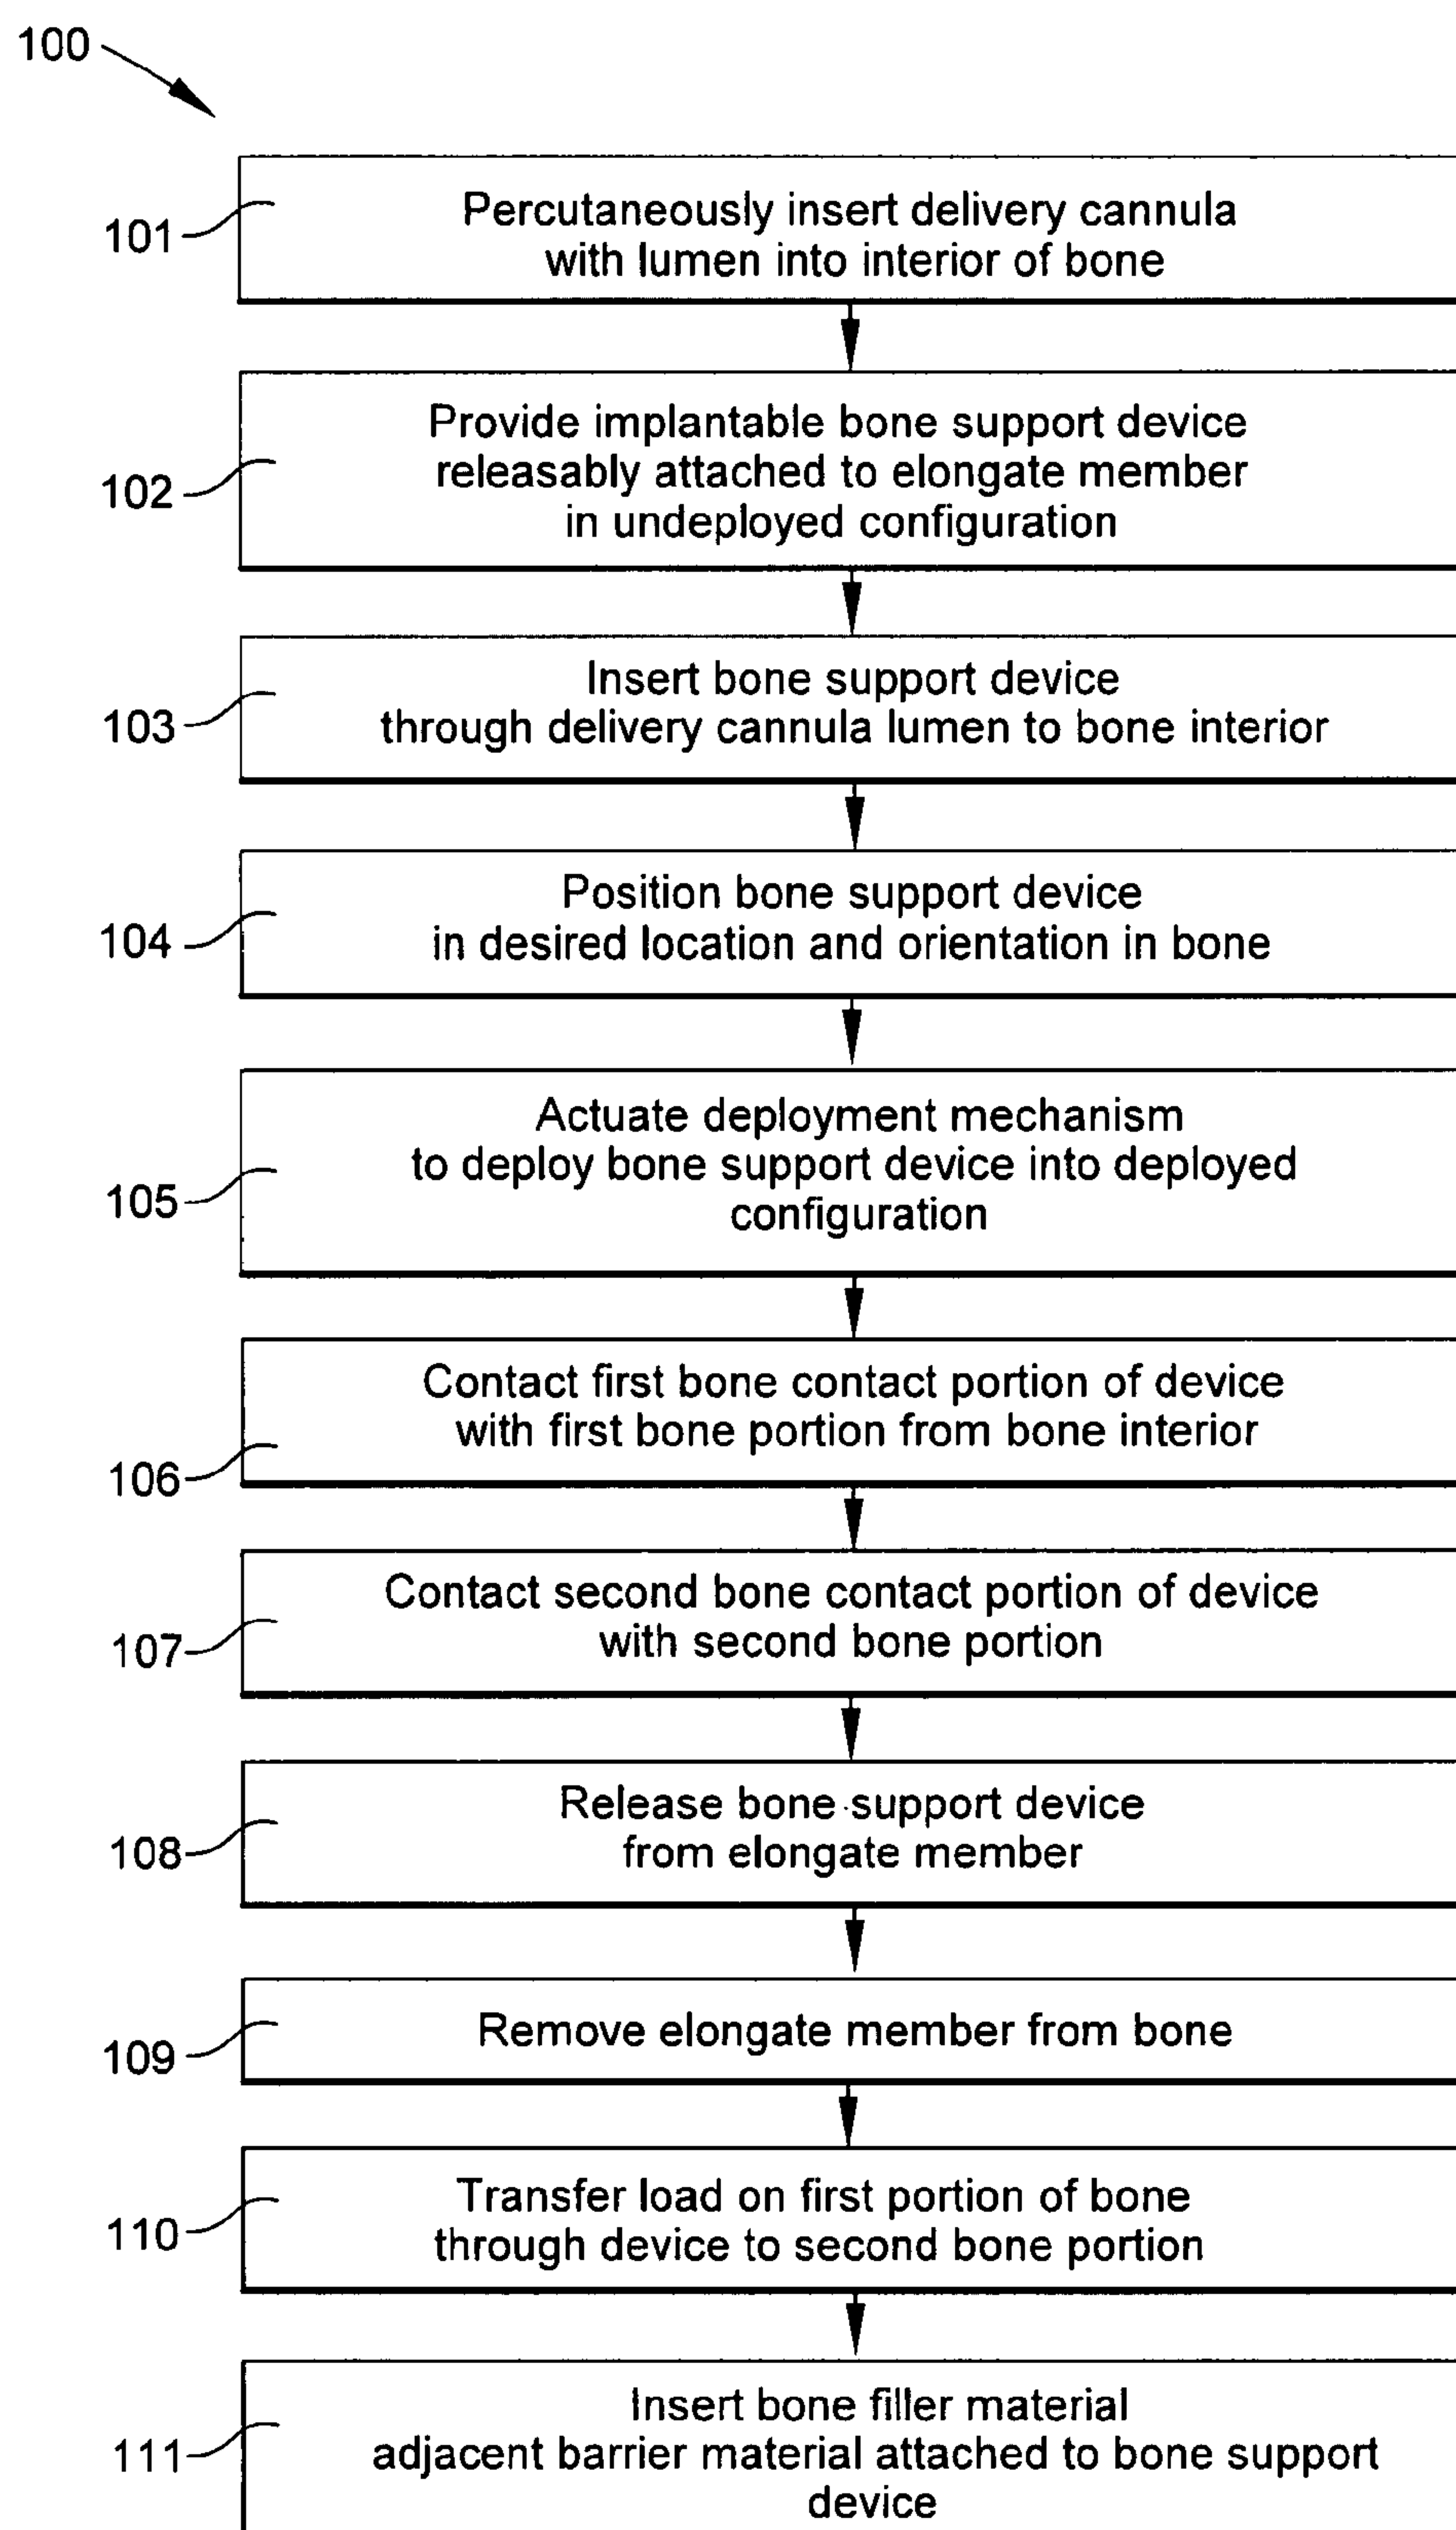 100
101
Percutaneously insert delivery cannula
with lumen into interior of bone
102
Provide implantable bone support device
releasably attached to elongate member
in undeployed configuration
103
Insert bone support device
through delivery cannula lumen to bone interior
104
Position bone support device
in desired location and orientation in bone
105
Actuate deployment mechanism
to deploy bone support device into deployed
configuration
106
Contact first bone contact portion of device
with first bone portion from bone interior
107
Contact second bone contact portion of device
with second bone portion
108
Release bone support device
from elongate member
109
Remove elongate member from bone
110
Transfer load on first portion of bone
through device to second bone portion
111
Insert bone filler material
adjacent barrier material attached to bone support
device